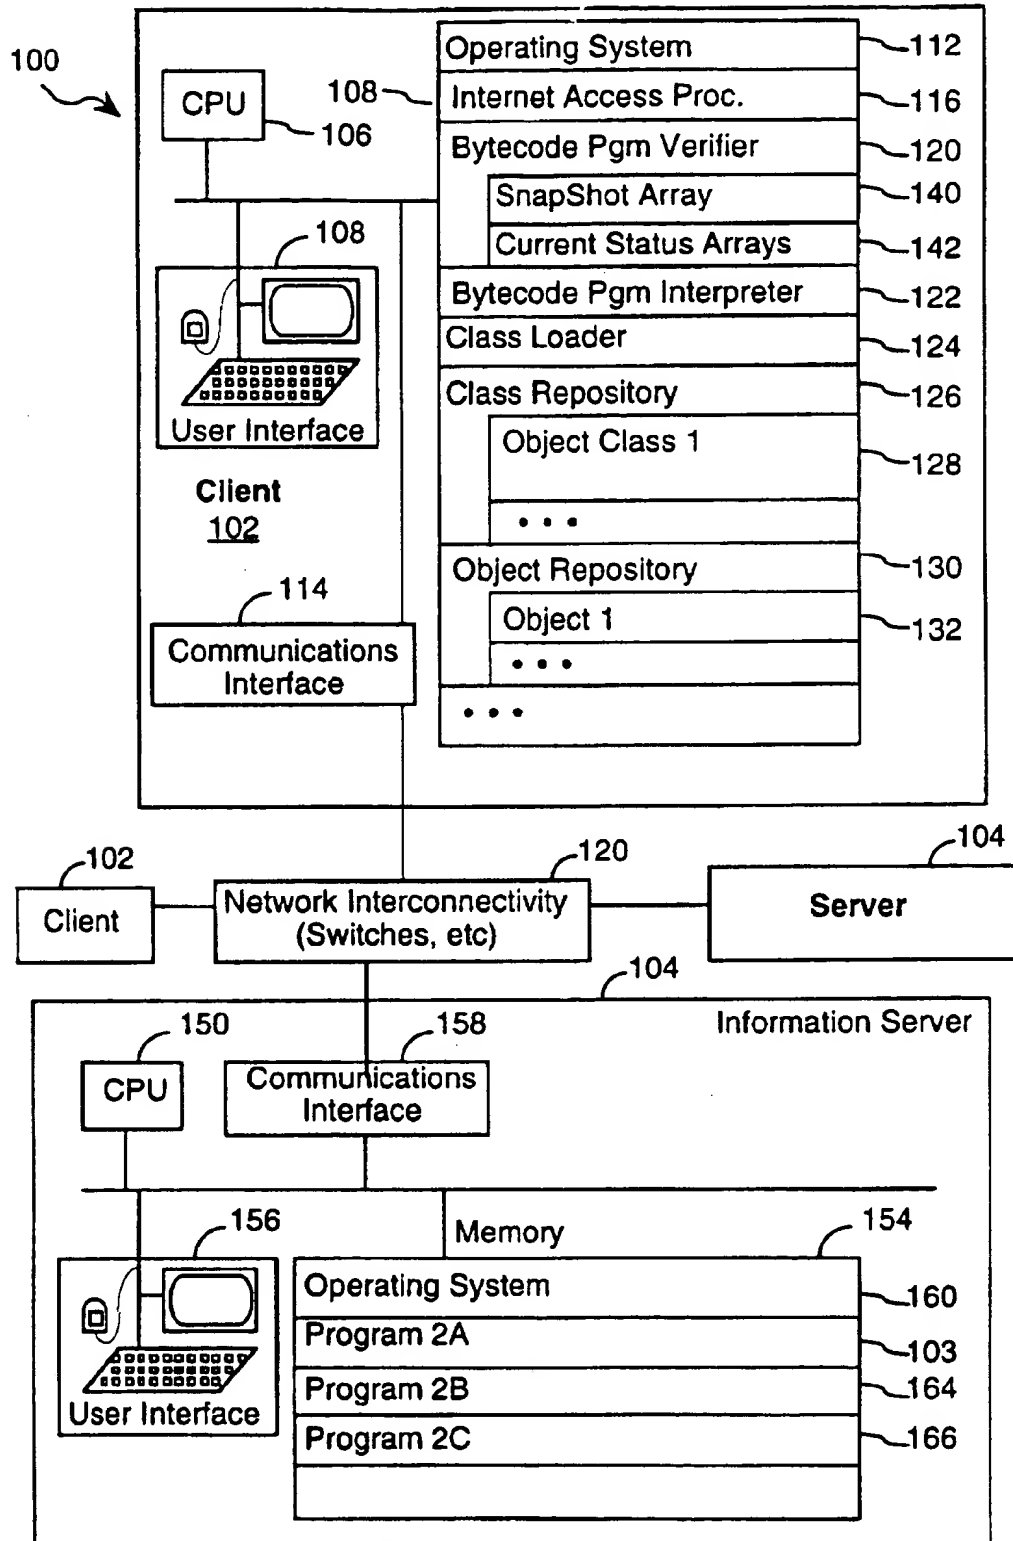 100
CPU
106
108
Operating System
112
Internet Access Proc.
116
Bytecode Pgm Verifier
120
SnapShot Array
140
Current Status Arrays
142
Bytecode Pgm Interpreter
122
Class Loader
124
Class Repository
126
Object Class 1
128
• • •
Object Repository
130
Object 1
132
• • •
• • •
108
User Interface
Client
102
114
Communications
Interface
102
Client
120
Network Interconnectivity
(Switches, etc)
104
Server
104
Information Server
150
CPU
158
Communications
Interface
156
User Interface
Memory
154
Operating System
160
Program 2A
103
Program 2B
164
Program 2C
166